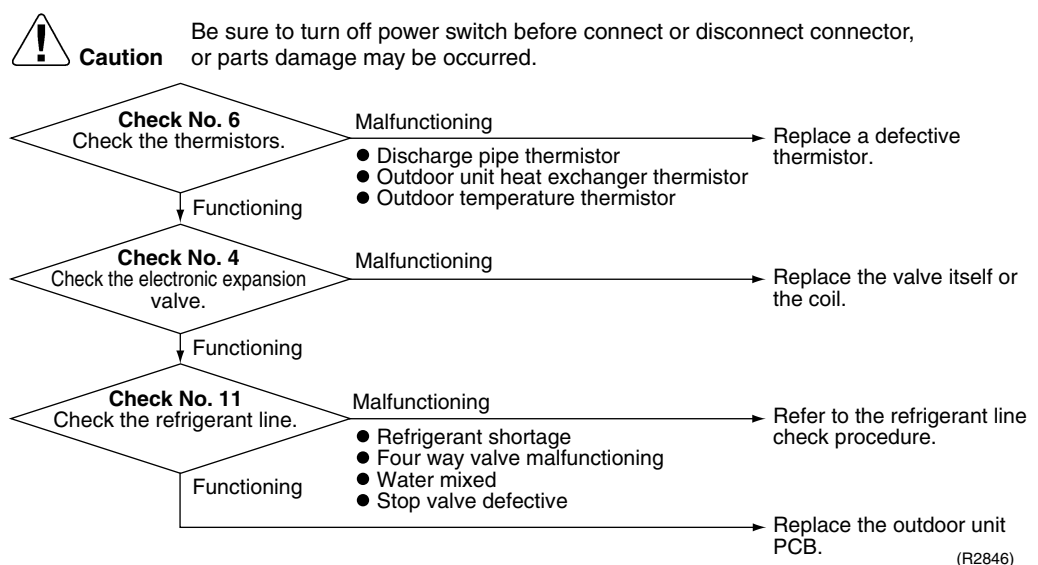 Be sure to turn off power switch before connect or disconnect connector,
Caution or parts damage may be occurred.
Check No. 6
Check the thermistors.
Malfunctioning
● Discharge pipe thermistor
● Outdoor unit heat exchanger thermistor
● Outdoor temperature thermistor
Replace a defective
thermistor.
Functioning
Check No. 4
Check the electronic expansion
valve.
Malfunctioning
Replace the valve itself or
the coil.
Functioning
Check No. 11
Check the refrigerant line.
Malfunctioning
● Refrigerant shortage
● Four way valve malfunctioning
● Water mixed
● Stop valve defective
Refer to the refrigerant line
check procedure.
Functioning
Replace the outdoor unit
PCB.
(R2846)